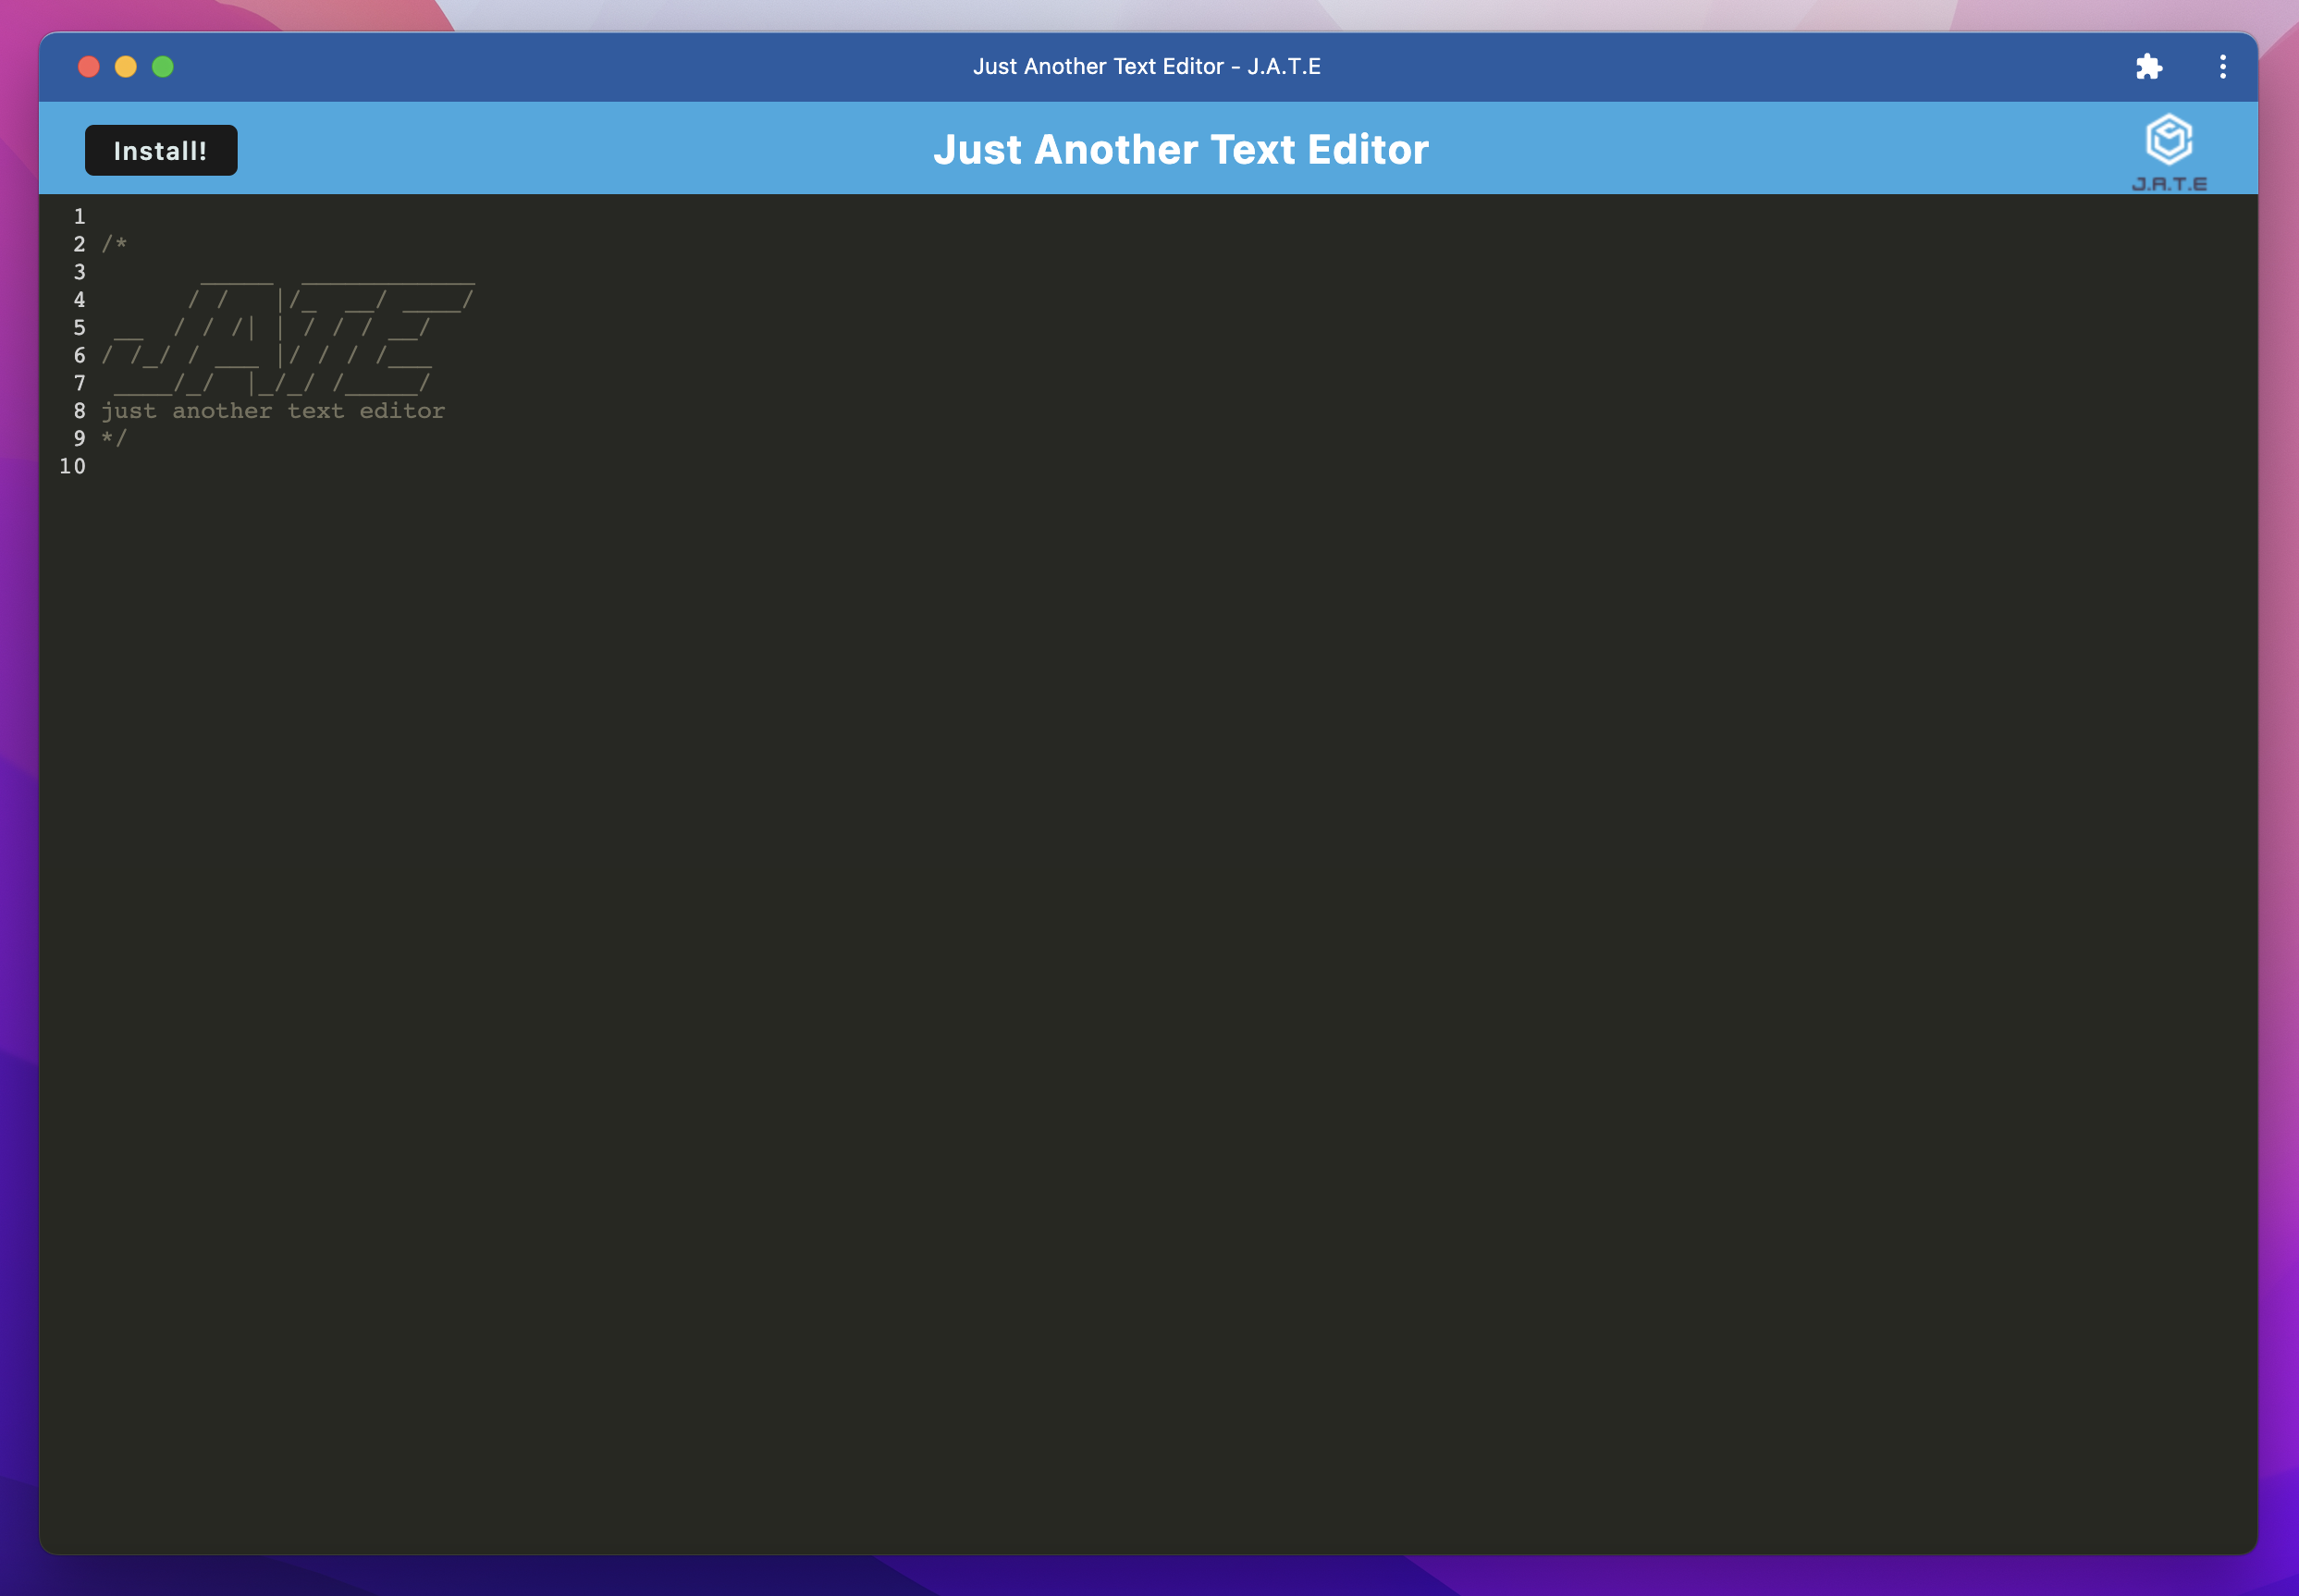 Just Another Text Editor - J.A.T.E
Install!
Just Another Text Editor
J.A.T.E
1
2 /*
3        _____  ____________
4       / /   |/_  __/ ____/
5  __  / / /| | / / / __/
6 / /_/ / ___ |/ / / /___
7  ____/_/  |_/_/ /_____/
8 just another text editor
9 */
10